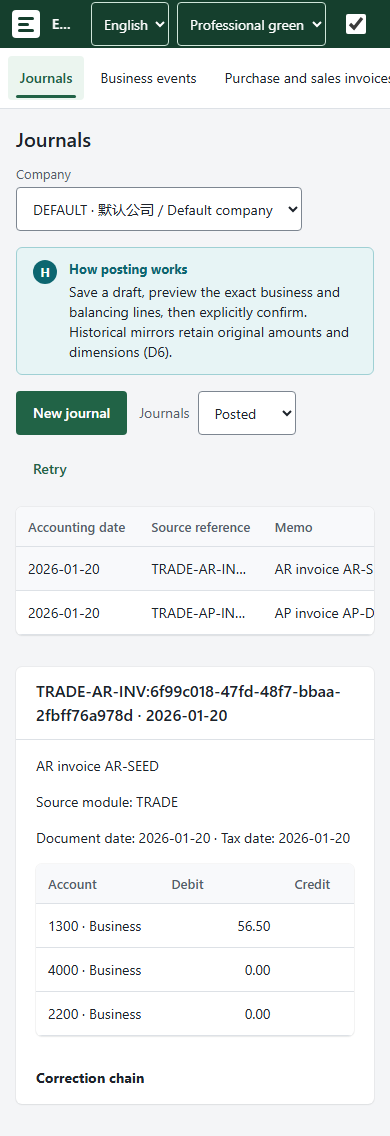 E...
English
Professional green
Journals
Business events
Purchase and sales invoices
Journals
Company
DEFAULT · 默认公司 / Default company
H
How posting works
Save a draft, preview the exact business and
balancing lines, then explicitly confirm.
Historical mirrors retain original amounts and
dimensions (D6).
New journal
Journals
Posted
Retry
Accounting date Source reference Memo
2026-01-20 TRADE-AR-IN... AR invoice AR-S
2026-01-20 TRADE-AP-IN... AP invoice AP-D
TRADE-AR-INV:6f99c018-47fd-48f7-bbaa-
2fbff76a978d · 2026-01-20
AR invoice AR-SEED
Source module: TRADE
Document date: 2026-01-20 · Tax date: 2026-01-20
Account Debit Credit
1300 · Business 56.50
4000 · Business 0.00
2200 · Business 0.00
Correction chain